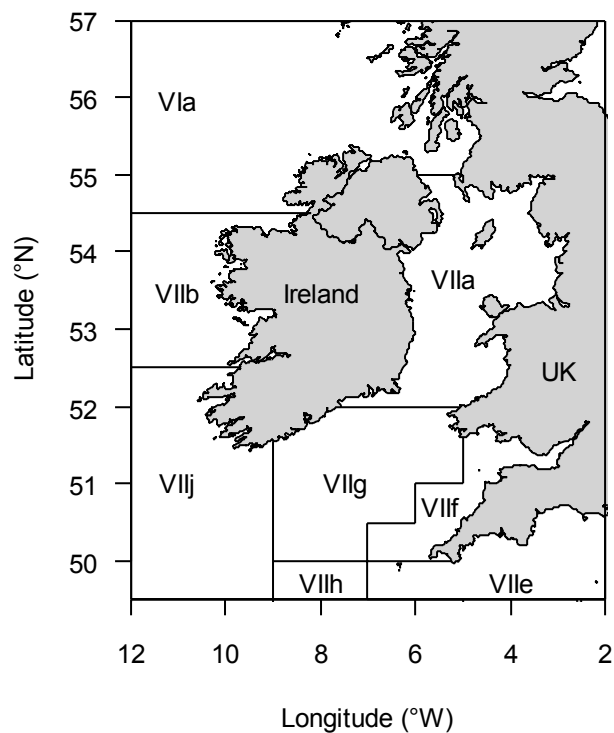 57
56
55
54
53
52
51
50
Latitude (°N)
VIa
VIIb
Ireland
VIIa
UK
VIIj
VIIg
VIIf
VIIh
VIIe
12
10
8
6
4
2
Longitude (°W)